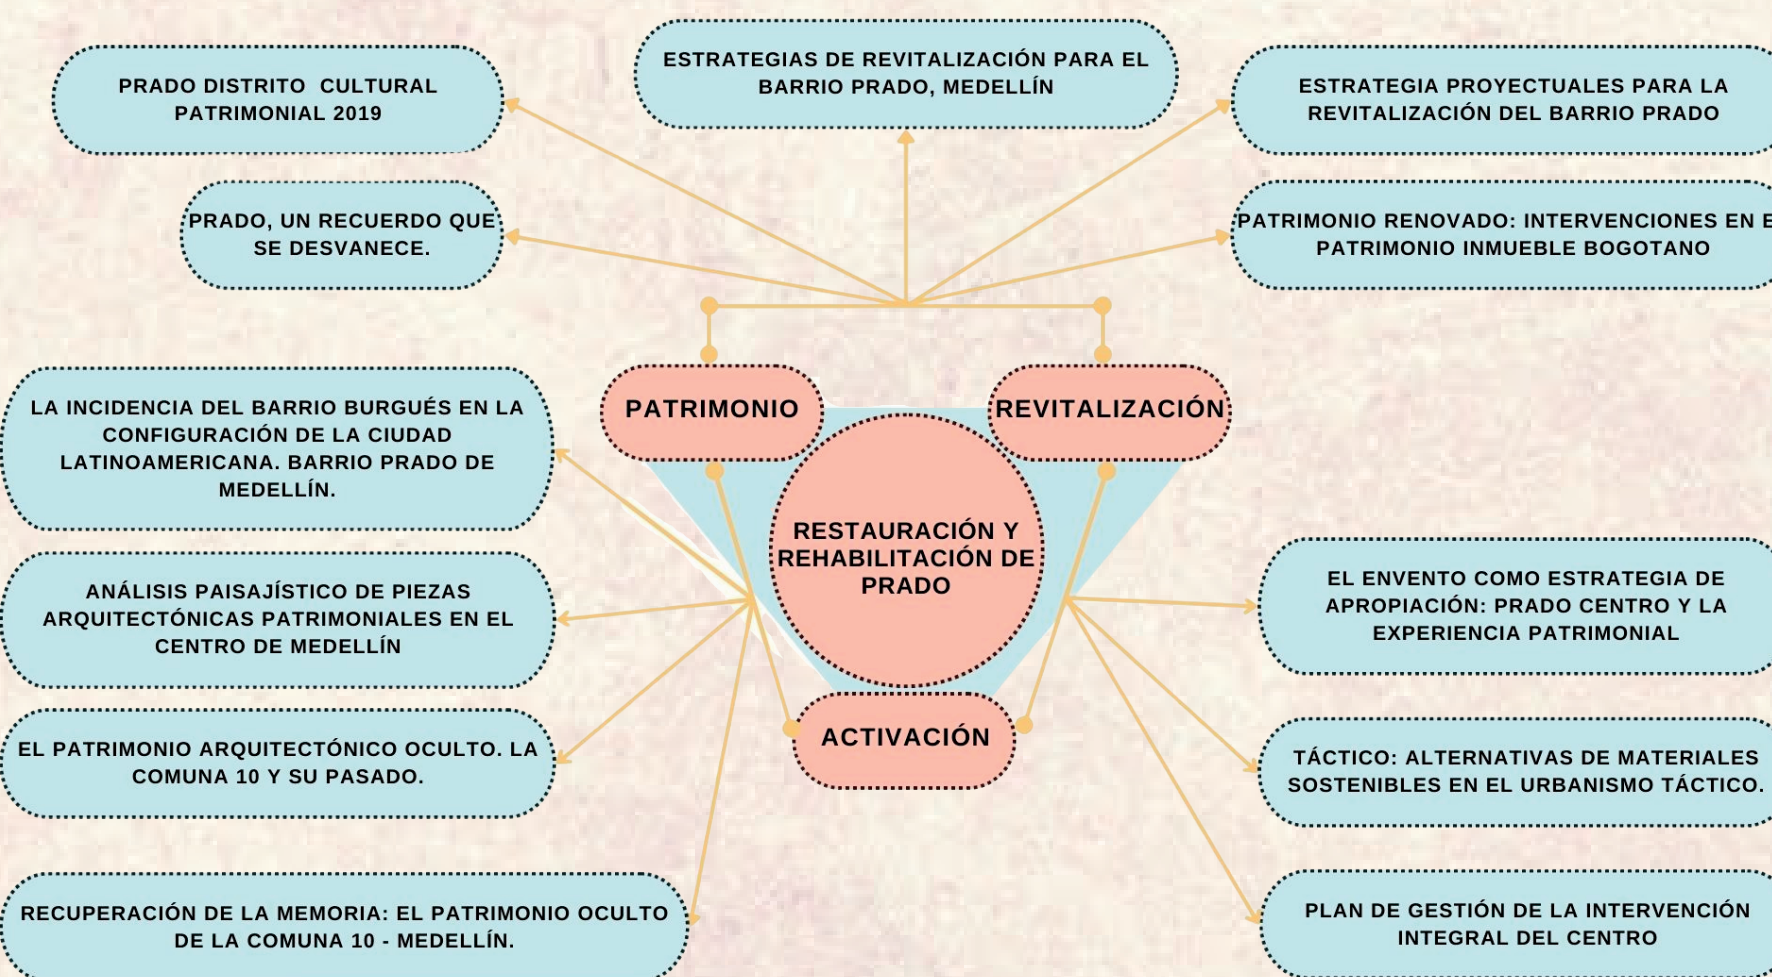 ESTRATEGIAS DE REVITALIZACIÓN PARA EL
BARRIO PRADO, MEDELLÍN
PRADO DISTRITO CULTURAL
PATRIMONIAL 2019
ESTRATEGIA PROYECTUALES PARA LA
REVITALIZACIÓN DEL BARRIO PRADO
PRADO, UN RECUERDO QUE
SE DESVANECE.
PATRIMONIO RENOVADO: INTERVENCIONES EN
PATRIMONIO INMUEBLE BOGOTANO
PATRIMONIO
REVITALIZACIÓN
LA INCIDENCIA DEL BARRIO BURGUÉS EN LA
CONFIGURACIÓN DE LA CIUDAD
LATINOAMERICANA. BARRIO PRADO DE
MEDELLÍN.
RESTAURACIÓN Y
REHABILITACIÓN DE
PRADO
ANÁLISIS PAISAJÍSTICO DE PIEZAS
ARQUITECTÓNICAS PATRIMONIALES EN EL
CENTRO DE MEDELLÍN
EL ENVENTO COMO ESTRATEGIA DE
APROPIACIÓN: PRADO CENTRO Y LA
EXPERIENCIA PATRIMONIAL
ACTIVACIÓN
EL PATRIMONIO ARQUITECTÓNICO OCULTO. LA
COMUNA 10 Y SU PASADO.
TÁCTICO: ALTERNATIVAS DE MATERIALES
SOSTENIBLES EN EL URBANISMO TÁCTICO.
RECUPERACIÓN DE LA MEMORIA: EL PATRIMONIO OCULTO
DE LA COMUNA 10 - MEDELLÍN.
PLAN DE GESTIÓN DE LA INTERVENCIÓN
INTEGRAL DEL CENTRO